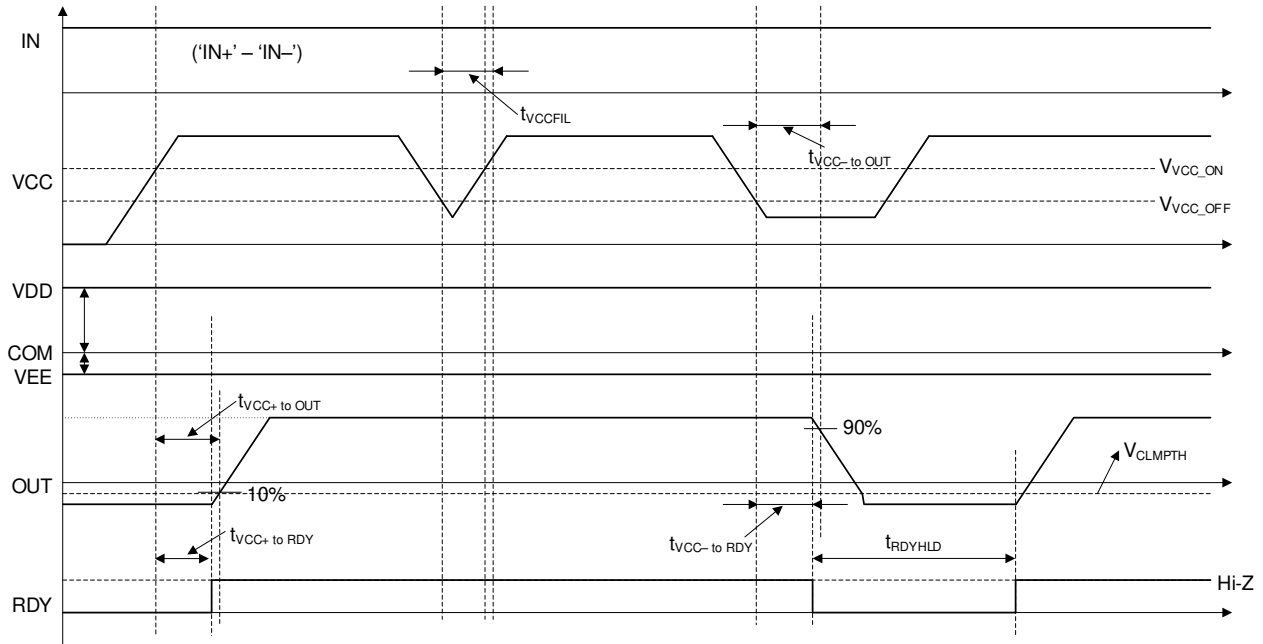 IN
(‘IN+’ – ‘IN–’)
tVCCFIL
tVCC– to OUT
VCC
VVCC_ON
VVCC_OFF
VDD
COM
VEE
tVCC+ to OUT
90%
VCLMPTH
OUT
10%
tVCC+ to RDY
tVCC– to RDY
tRDYHLD
Hi-Z
RDY